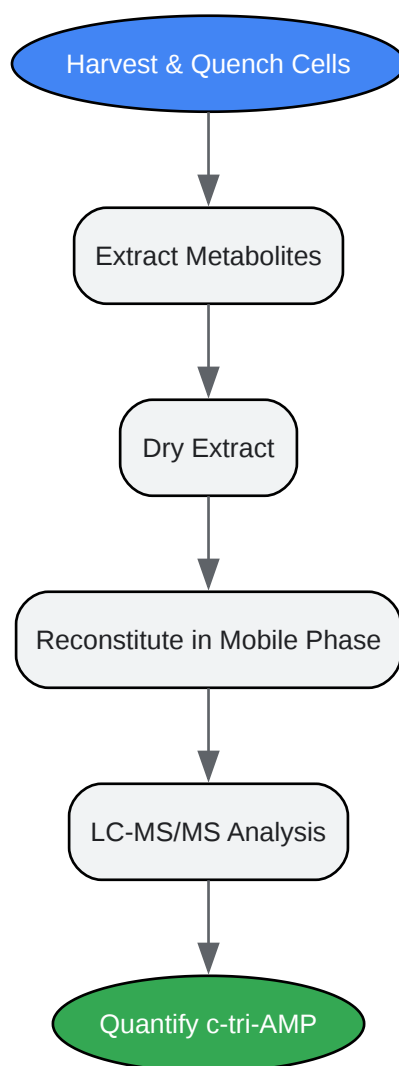 Harvest & Quench Cells
Extract Metabolites
Dry Extract
Reconstitute in Mobile Phase
LC-MS/MS Analysis
Quantify c-tri-AMP